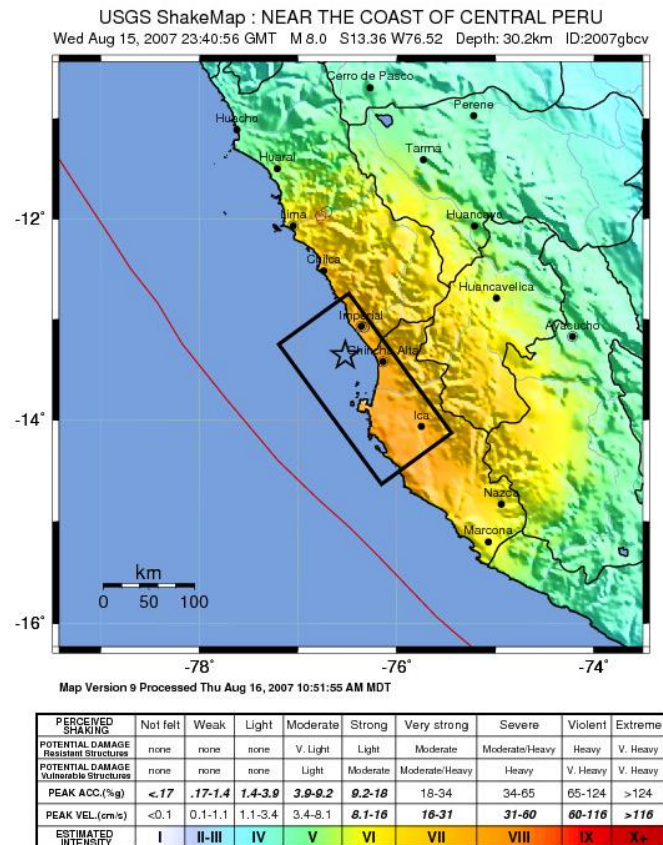 USGS ShakeMap : NEAR THE COAST OF CENTRAL PERU
Wed Aug 15, 2007 23:40:56 GMT M 8.0 S13.36 W76.52 Depth: 30.2km ID:2007gbcv
Cerro de Pasco
Perene
Huacho
Tarma
Huaral
-12°
Lima
Huancayo
Chilca
Huancavelica
Imperial
Ayacucho
Chincha Alta
-14°
Ica
Nazca
Marcona
km
0 50 100
-16°
-78° -76° -74°
Map Version 9 Processed Thu Aug 16, 2007 10:51:55 AM MDT
PERCEIVED SHAKING Not felt Weak Light Moderate Strong Very strong Severe Violent Extreme
POTENTIAL DAMAGE Resistant Structures none none none V. Light Light Moderate Moderate/Heavy Heavy V. Heavy
POTENTIAL DAMAGE Vulnerable Structures none none none Light Moderate Moderate/Heavy Heavy V. Heavy V. Heavy
PEAK ACC.(%g) <.17 .17-1.4 1.4-3.9 3.9-9.2 9.2-18 18-34 34-65 65-124 >124
PEAK VEL.(cm/s) <0.1 0.1-1.1 1.1-3.4 3.4-8.1 8.1-16 16-31 31-60 60-116 >116
ESTIMATED INTENSITY I II-III IV V VI VII VIII IX X+